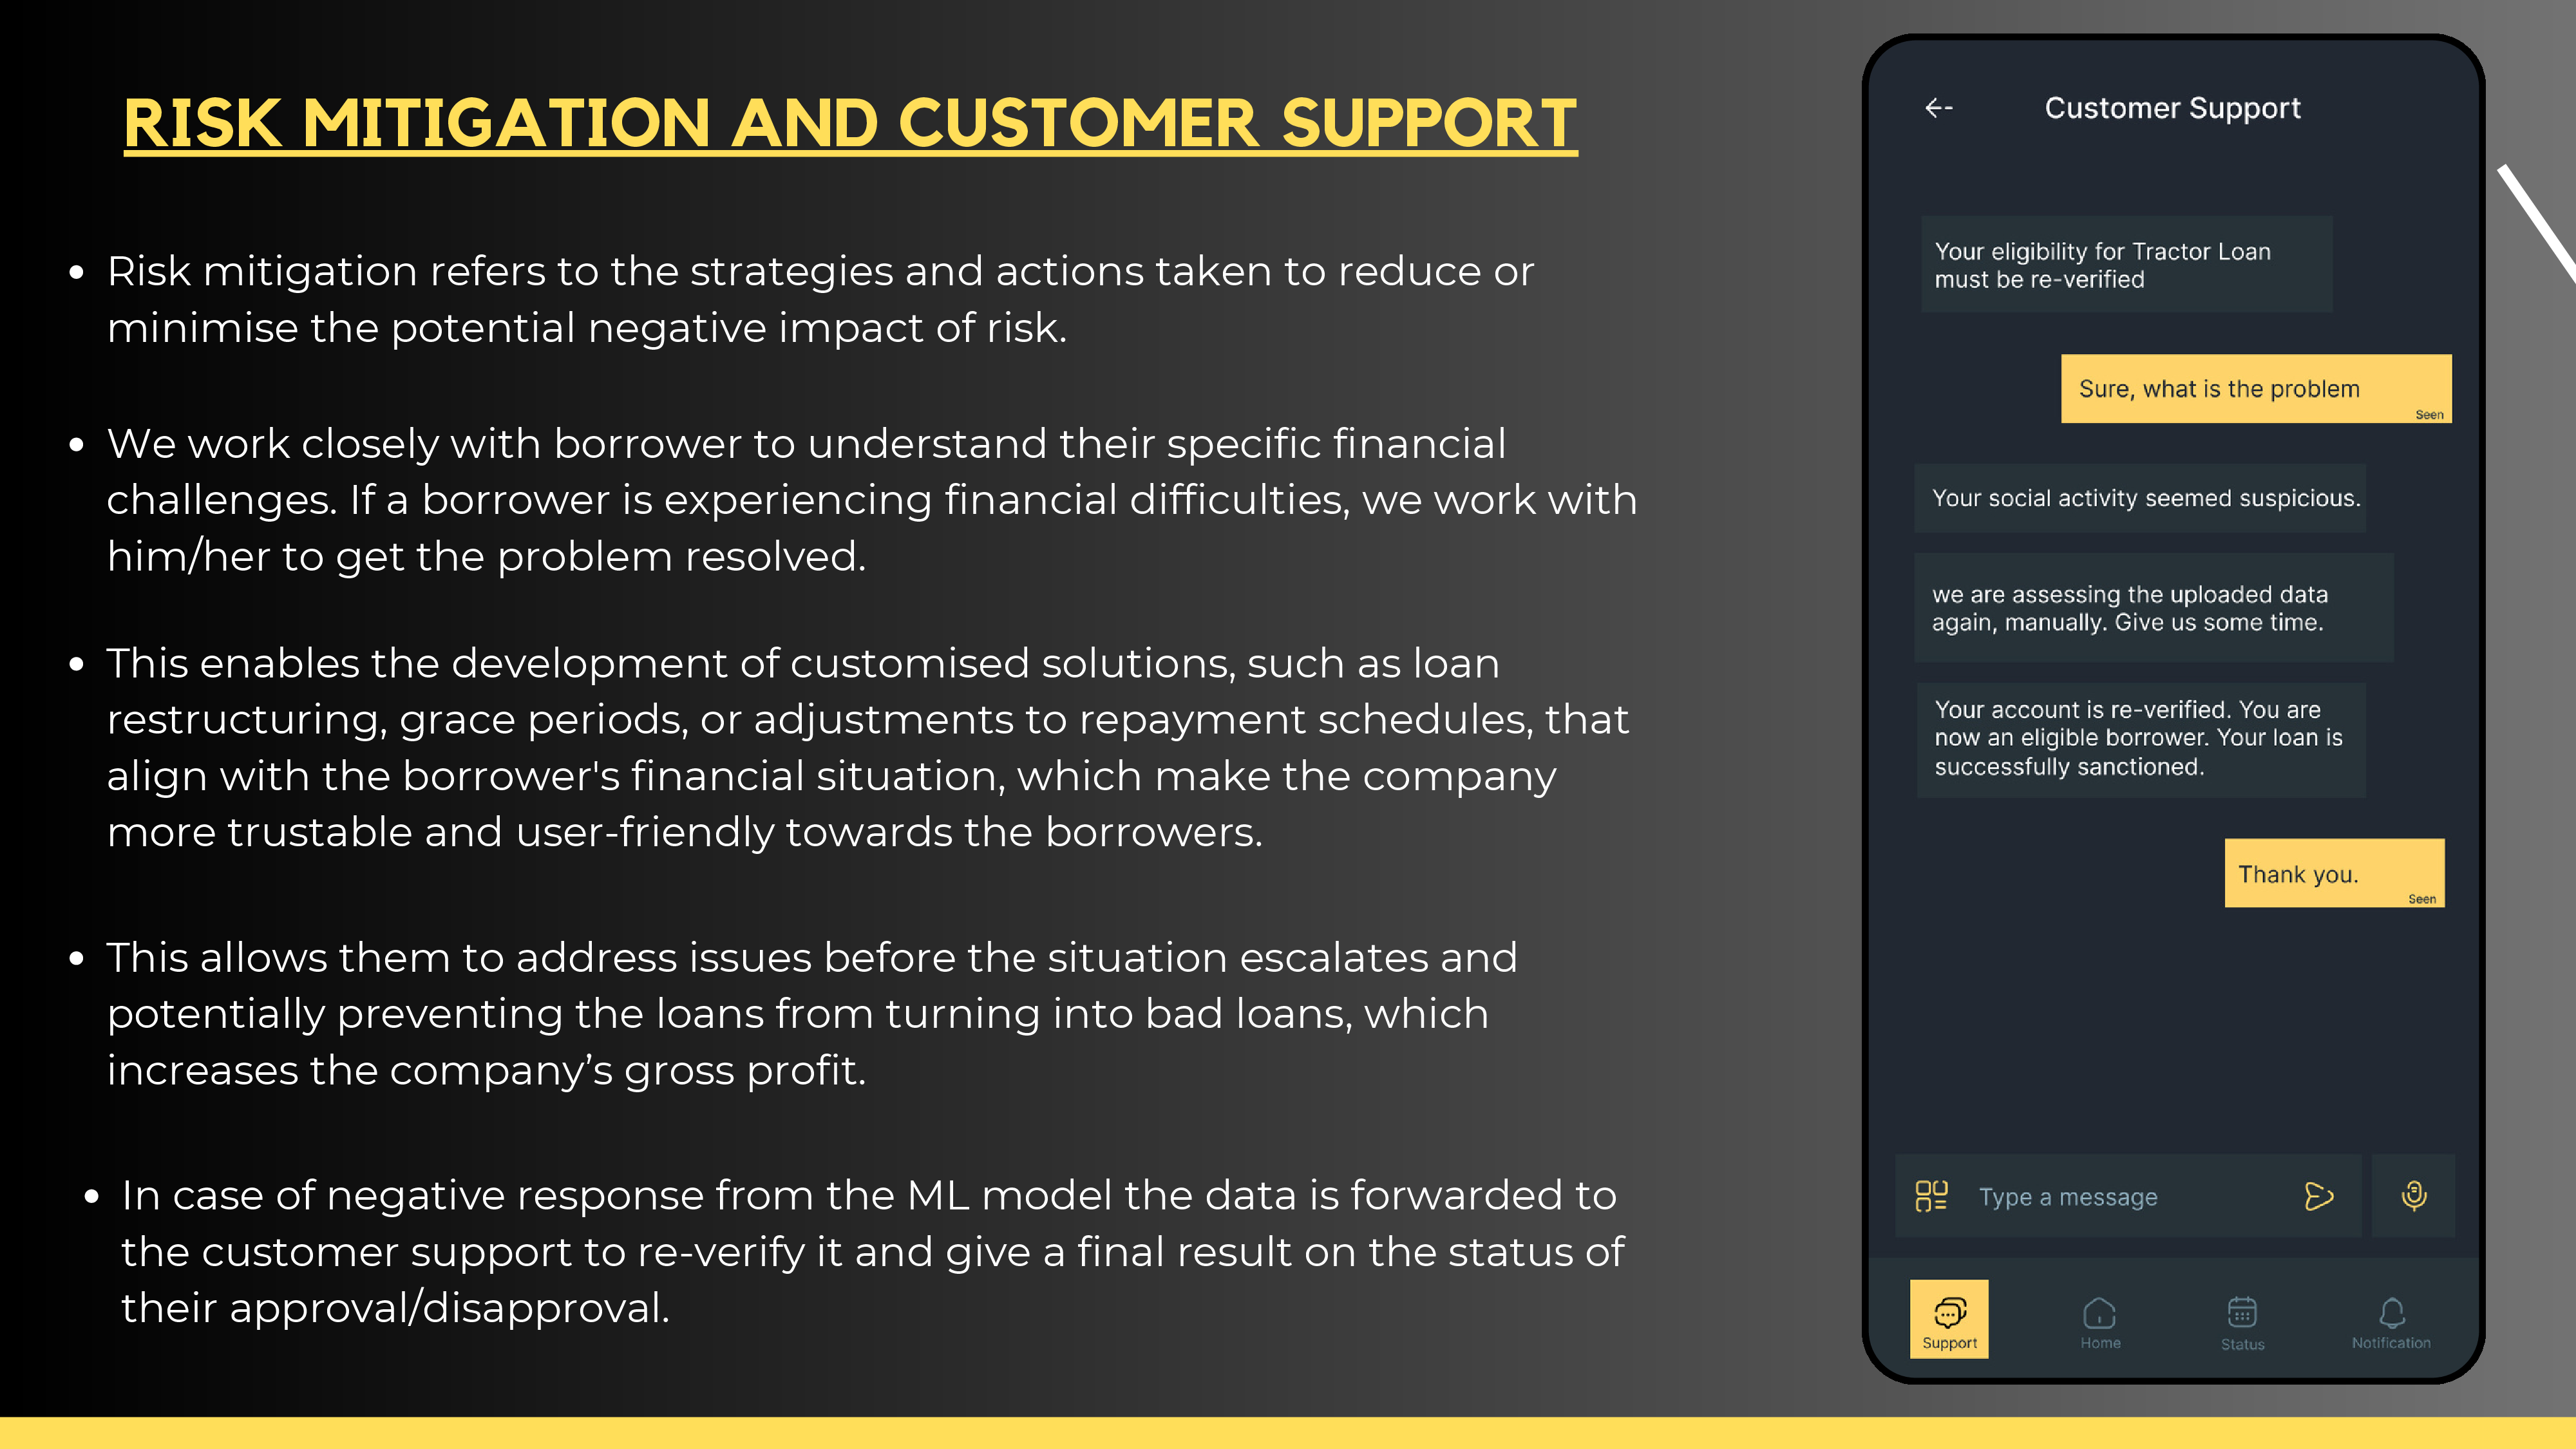 RISK MITIGATION AND CUSTOMER SUPPORT
• Risk mitigation refers to the strategies and actions taken to reduce or
minimise the potential negative impact of risk.
• We work closely with borrower to understand their specific financial
challenges. If a borrower is experiencing financial difficulties, we work with
him/her to get the problem resolved.
• This enables the development of customised solutions, such as loan
restructuring, grace periods, or adjustments to repayment schedules, that
align with the borrower's financial situation, which make the company
more trustable and user-friendly towards the borrowers.
• This allows them to address issues before the situation escalates and
potentially preventing the loans from turning into bad loans, which
increases the company’s gross profit.
• In case of negative response from the ML model the data is forwarded to
the customer support to re-verify it and give a final result on the status of
their approval/disapproval.
Customer Support
Your eligibility for Tractor Loan
must be re-verified
Sure, what is the problem
Seen
Your social activity seemed suspicious.
we are assessing the uploaded data
again, manually. Give us some time.
Your account is re-verified. You are
now an eligible borrower. Your loan is
successfully sanctioned.
Thank you.
Seen
Type a message
Support
Home
Status
Notification